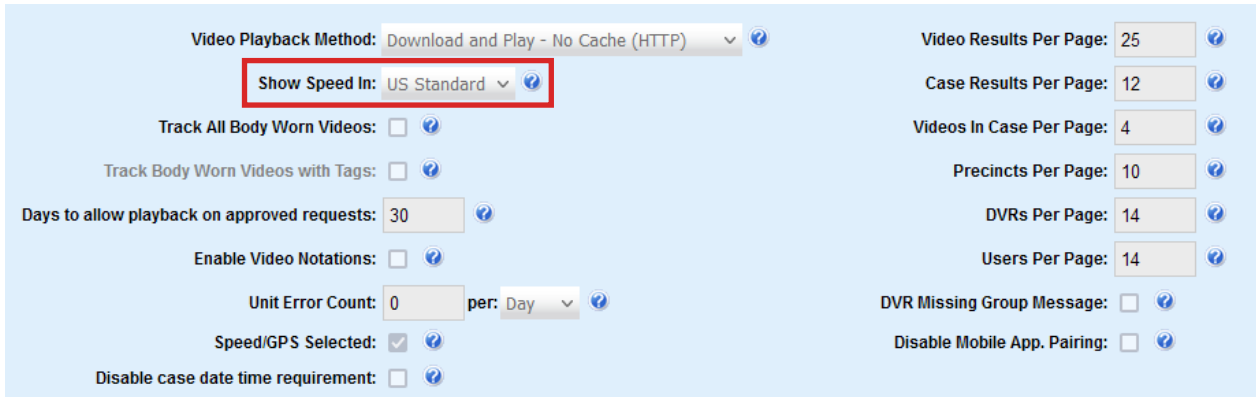 Video Playback Method: Download and Play - No Cache (HTTP)
Show Speed In: US Standard
Track All Body Worn Videos:
Track Body Worn Videos with Tags:
Days to allow playback on approved requests: 30
Enable Video Notations:
Unit Error Count: 0 per: Day
Speed/GPS Selected:
Disable case date time requirement:
Video Results Per Page: 25
Case Results Per Page: 12
Videos In Case Per Page: 4
Precincts Per Page: 10
DVRs Per Page: 14
Users Per Page: 14
DVR Missing Group Message:
Disable Mobile App. Pairing: